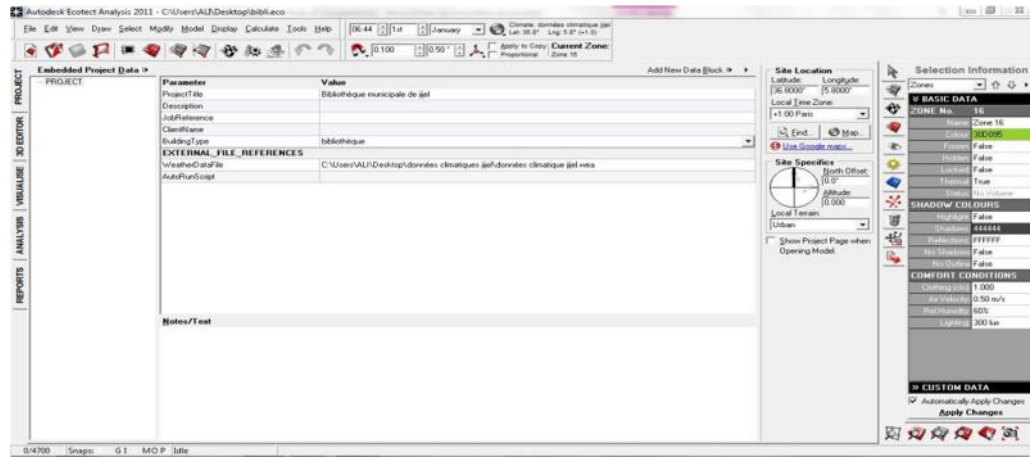 Autodesk Ecotect Analysis 2011 - C:\Users\ALI\Desktop\bibli.eco
File Edit View Draw Select Modify Model Display Calculate Tools Help
06:44 1st January
Climate: données climatique jijel
Lat: 36.8° Lng: 5.8° (+1.0)
0.100 0.50° Apply to Copy Current Zone:
Proportional Zone 16
PROJECT
3D EDITOR
VISUALISE
ANALYSIS
REPORTS
Embedded Project Data »
Add New Data Block »
PROJECT
Parameter Value
ProjectTitle Bibliothèque municipale de jijel
Description
JobReference
ClientName
BuildingType bibliothèque
EXTERNAL_FILE_REFERENCES
WeatherDataFile C:\Users\ALI\Desktop\données climatiques jijel\données climatique jijel.wea
AutoRunScript
Notes/Text
Site Location
Latitude: Longitude:
36.8000° 5.8000°
Local Time Zone:
+1:00 Paris
Find... Map...
Use Google maps...
Site Specifics
North Offset:
0.0°
Altitude:
0.000
Local Terrain:
Urban
Show Project Page when
Opening Model.
Selection Information
Zones
BASIC DATA
ZONE No. 16
Name Zone 16
Colour 30D095
Frozen False
Hidden False
Locked False
Thermal True
Status No Volume
SHADOW COLOURS
Highlight False
Shadows 444444
Reflections FFFFFF
No Shadows False
No Outline False
COMFORT CONDITIONS
Clothing (clo) 1.000
Air Velocity 0.50 m/s
Rel.Humidity 60%
Lighting 300 lux
» CUSTOM DATA
Automatically Apply Changes
Apply Changes
0/4700 Snaps: G I M O P Idle